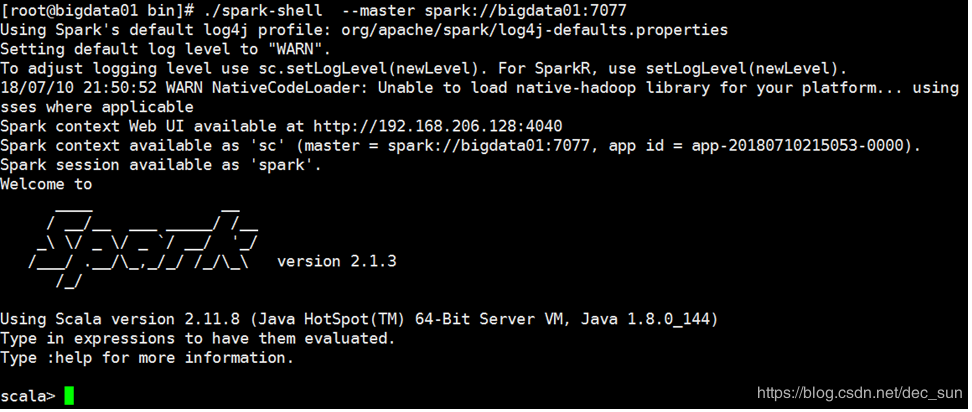 [root@bigdata01 bin]# ./spark-shell  --master spark://bigdata01:7077
Using Spark's default log4j profile: org/apache/spark/log4j-defaults.properties
Setting default log level to "WARN".
To adjust logging level use sc.setLogLevel(newLevel). For SparkR, use setLogLevel(newLevel).
18/07/10 21:50:52 WARN NativeCodeLoader: Unable to load native-hadoop library for your platform... using
sses where applicable
Spark context Web UI available at http://192.168.206.128:4040
Spark context available as 'sc' (master = spark://bigdata01:7077, app id = app-20180710215053-0000).
Spark session available as 'spark'.
Welcome to
      ____              __
     / __/__  ___ _____/ /__
    _\ \/ _ \/ _ `/ __/  '_/
   /___/ .__/\_,_/_/ /_/\_\   version 2.1.3
      /_/
Using Scala version 2.11.8 (Java HotSpot(TM) 64-Bit Server VM, Java 1.8.0_144)
Type in expressions to have them evaluated.
Type :help for more information.
scala>
https://blog.csdn.net/dec_sun